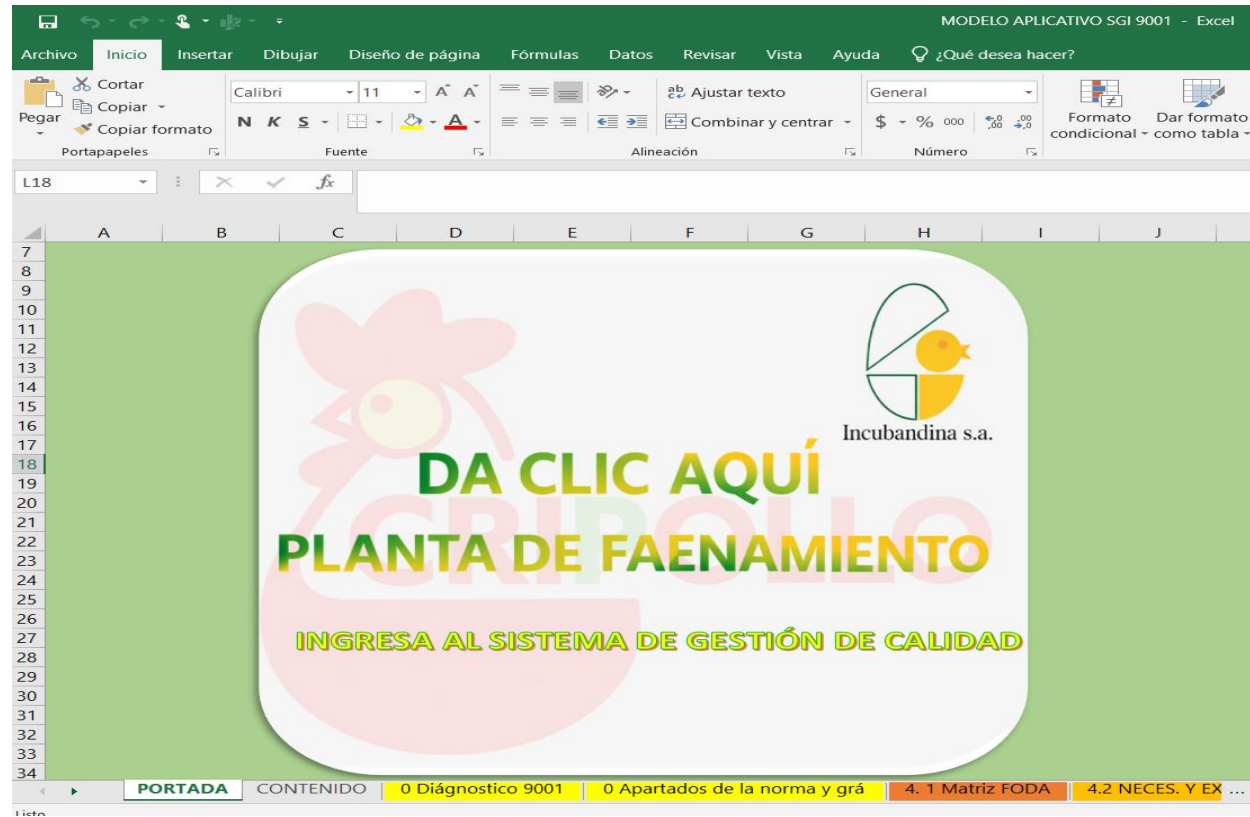 MODELO APLICATIVO SGI 9001 - Excel
Archivo Inicio Insertar Dibujar Diseño de página Fórmulas Datos Revisar Vista Ayuda ¿Qué desea hacer?
Pegar
Cortar
Copiar
Copiar formato
Portapapeles
Calibri 11 A A
N K S A
Fuente
Ajustar texto
Combinar y centrar
Alineación
General
$ % 000
Número
Formato condicional
Dar formato como tabla
L18 fx
A B C D E F G H I J
7
8
9
10
11
12
13
14
15
16
17
18
19
20
21
22
23
24
25
26
27
28
29
30
31
32
33
34
Incubandina s.a.
DA CLIC AQUÍ
GRIPOLLO
PLANTA DE FAENAMIENTO
INGRESA AL SISTEMA DE GESTIÓN DE CALIDAD
PORTADA CONTENIDO 0 Diágnostico 9001 0 Apartados de la norma y grá 4. 1 Matriz FODA 4.2 NECES. Y EX ...
Listo